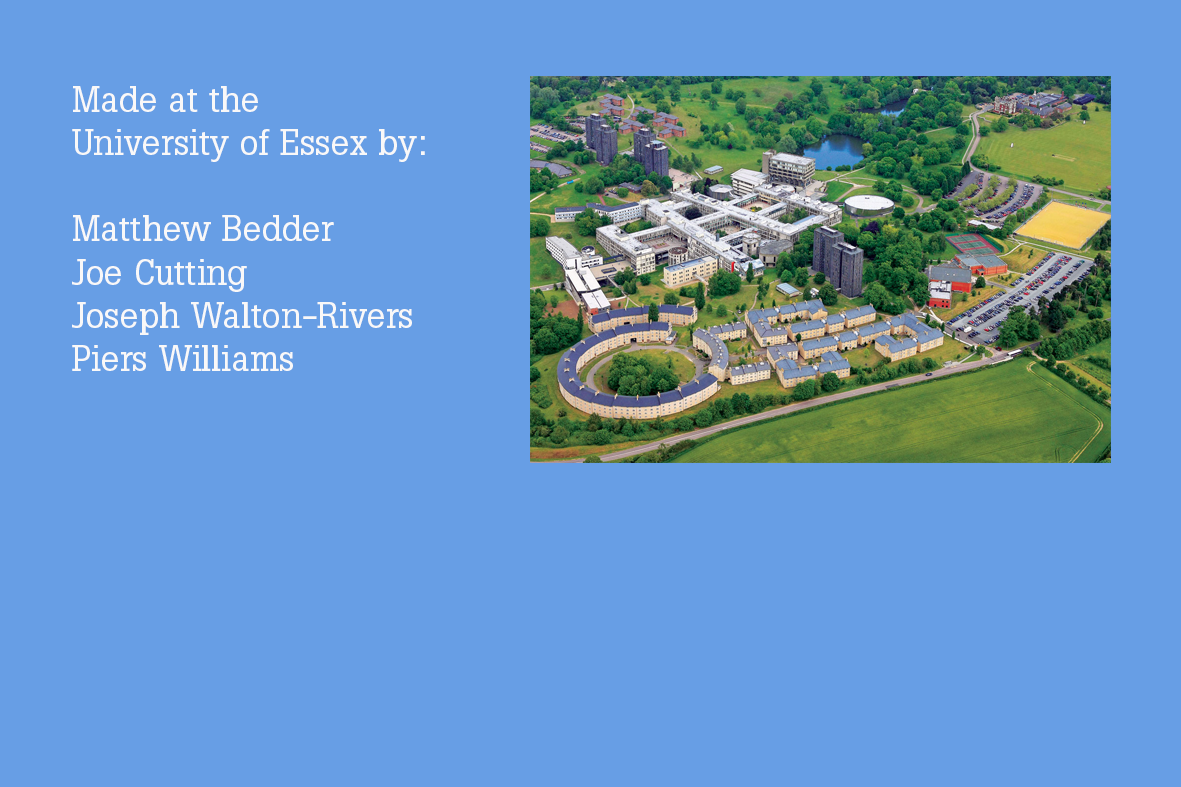 Made at the
University of Essex by:
Matthew Bedder
Joe Cutting
Joseph Walton-Rivers
Piers Williams